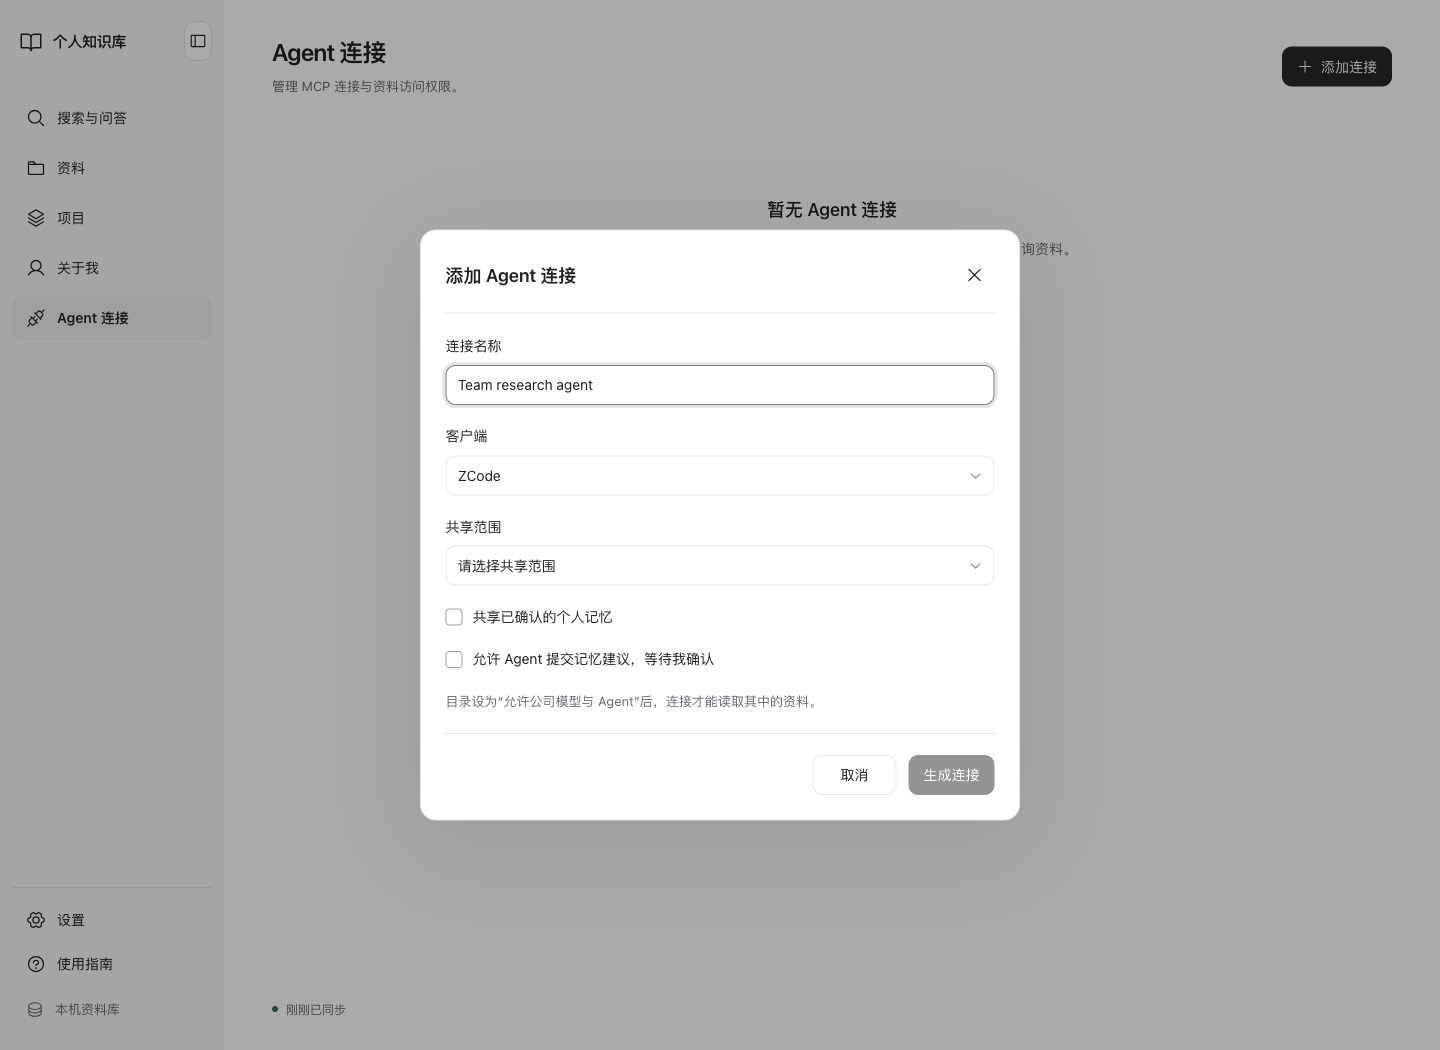 个人知识库
搜索与问答
资料
项目
关于我
Agent 连接
设置
使用指南
本机资料库
Agent 连接
管理 MCP 连接与资料访问权限。
添加连接
暂无 Agent 连接
询资料。
添加 Agent 连接
连接名称
Team research agent
客户端
ZCode
共享范围
请选择共享范围
共享已确认的个人记忆
允许 Agent 提交记忆建议，等待我确认
目录设为“允许公司模型与 Agent”后，连接才能读取其中的资料。
取消
生成连接
刚刚已同步